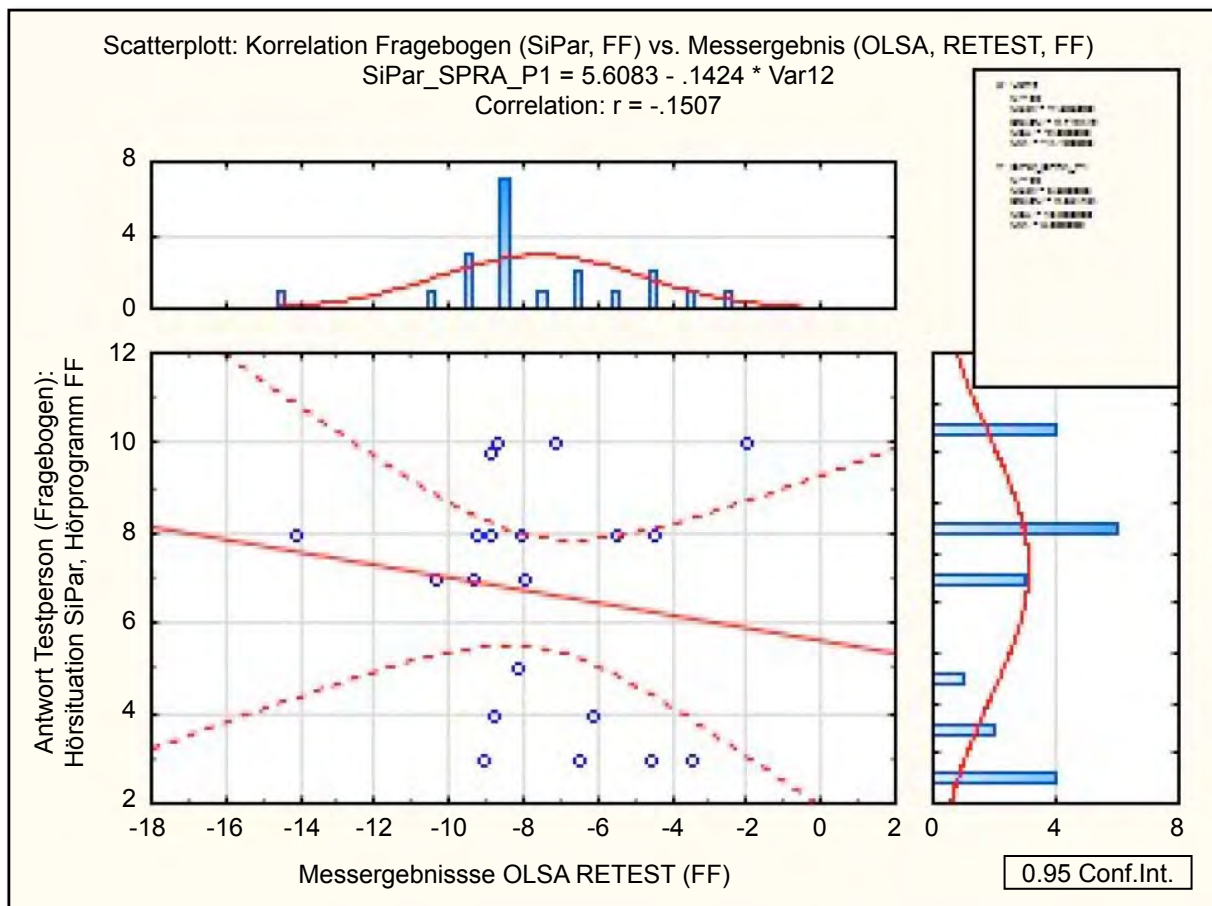 Scatterplott: Korrelation Fragebogen (SiPar, FF) vs. Messergebnis (OLSA, RETEST, FF)
SiPar_SPRA_P1 = 5.6083 - .1424 * Var12
Correlation: r = -.1507
8
4
0
12
10
8
6
4
2
Antwort Testperson (Fragebogen):
Hörsituation SiPar, Hörprogramm FF
-18 -16 -14 -12 -10 -8 -6 -4 -2 0 2
0 4 8
Messergebnissse OLSA RETEST (FF)
0.95 Conf.Int.